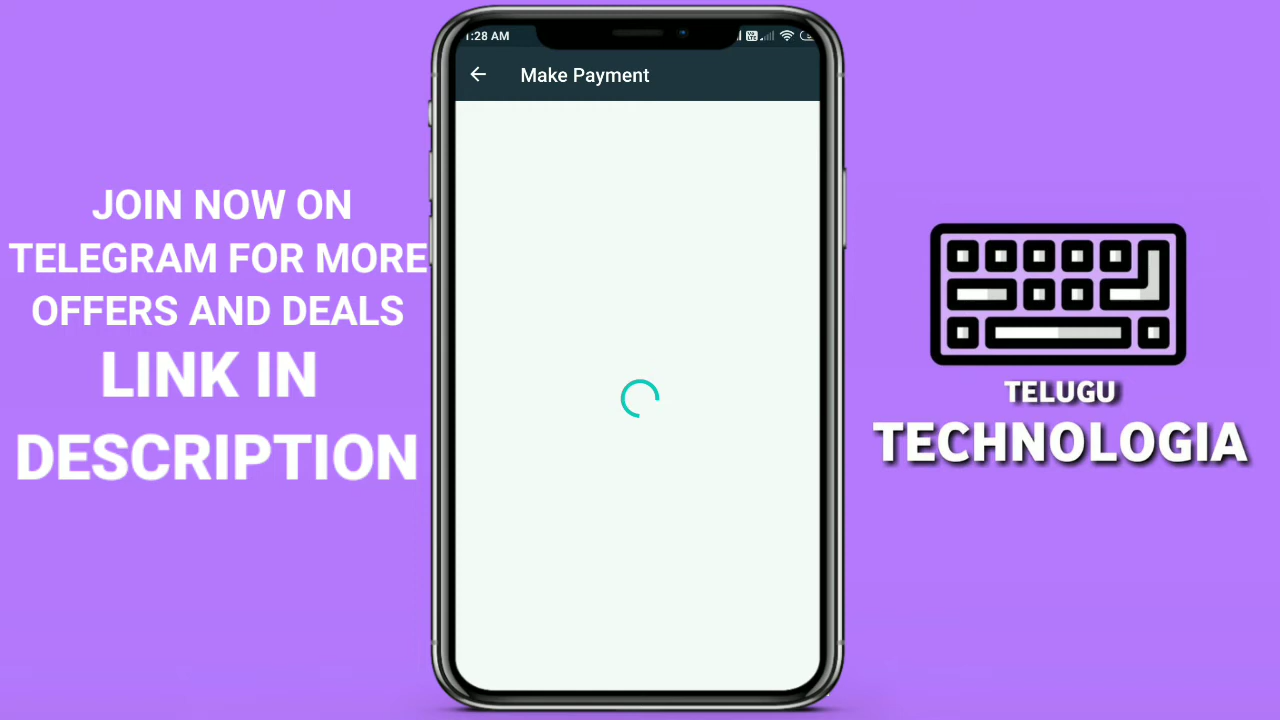 1:28 AM
Make Payment
JOIN NOW ON
TELEGRAM FOR MORE
OFFERS AND DEALS
LINK IN
DESCRIPTION
TELUGU
TECHNOLOGIA